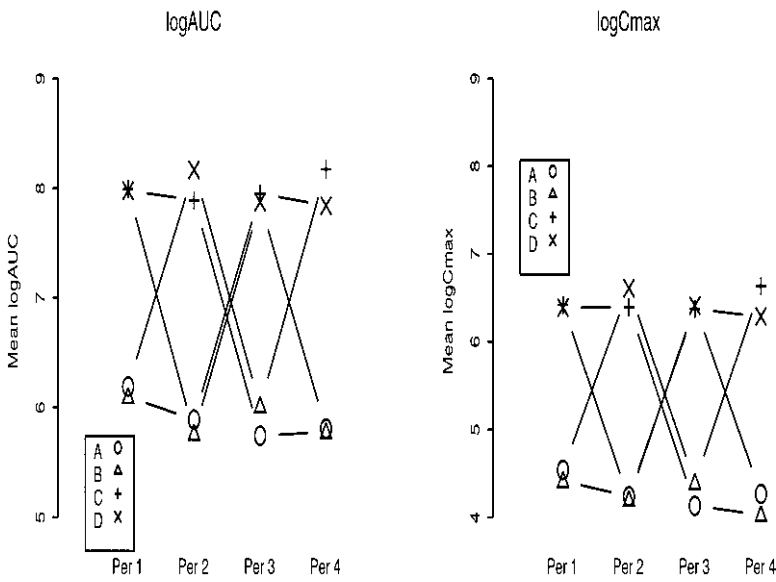 logAUC
9
8
7
6
5
Mean logAUC
A
B
C
D
Per 1 Per 2 Per 3 Per 4
logCmax
9
8
7
6
5
4
Mean logCmax
A
B
C
D
Per 1 Per 2 Per 3 Per 4